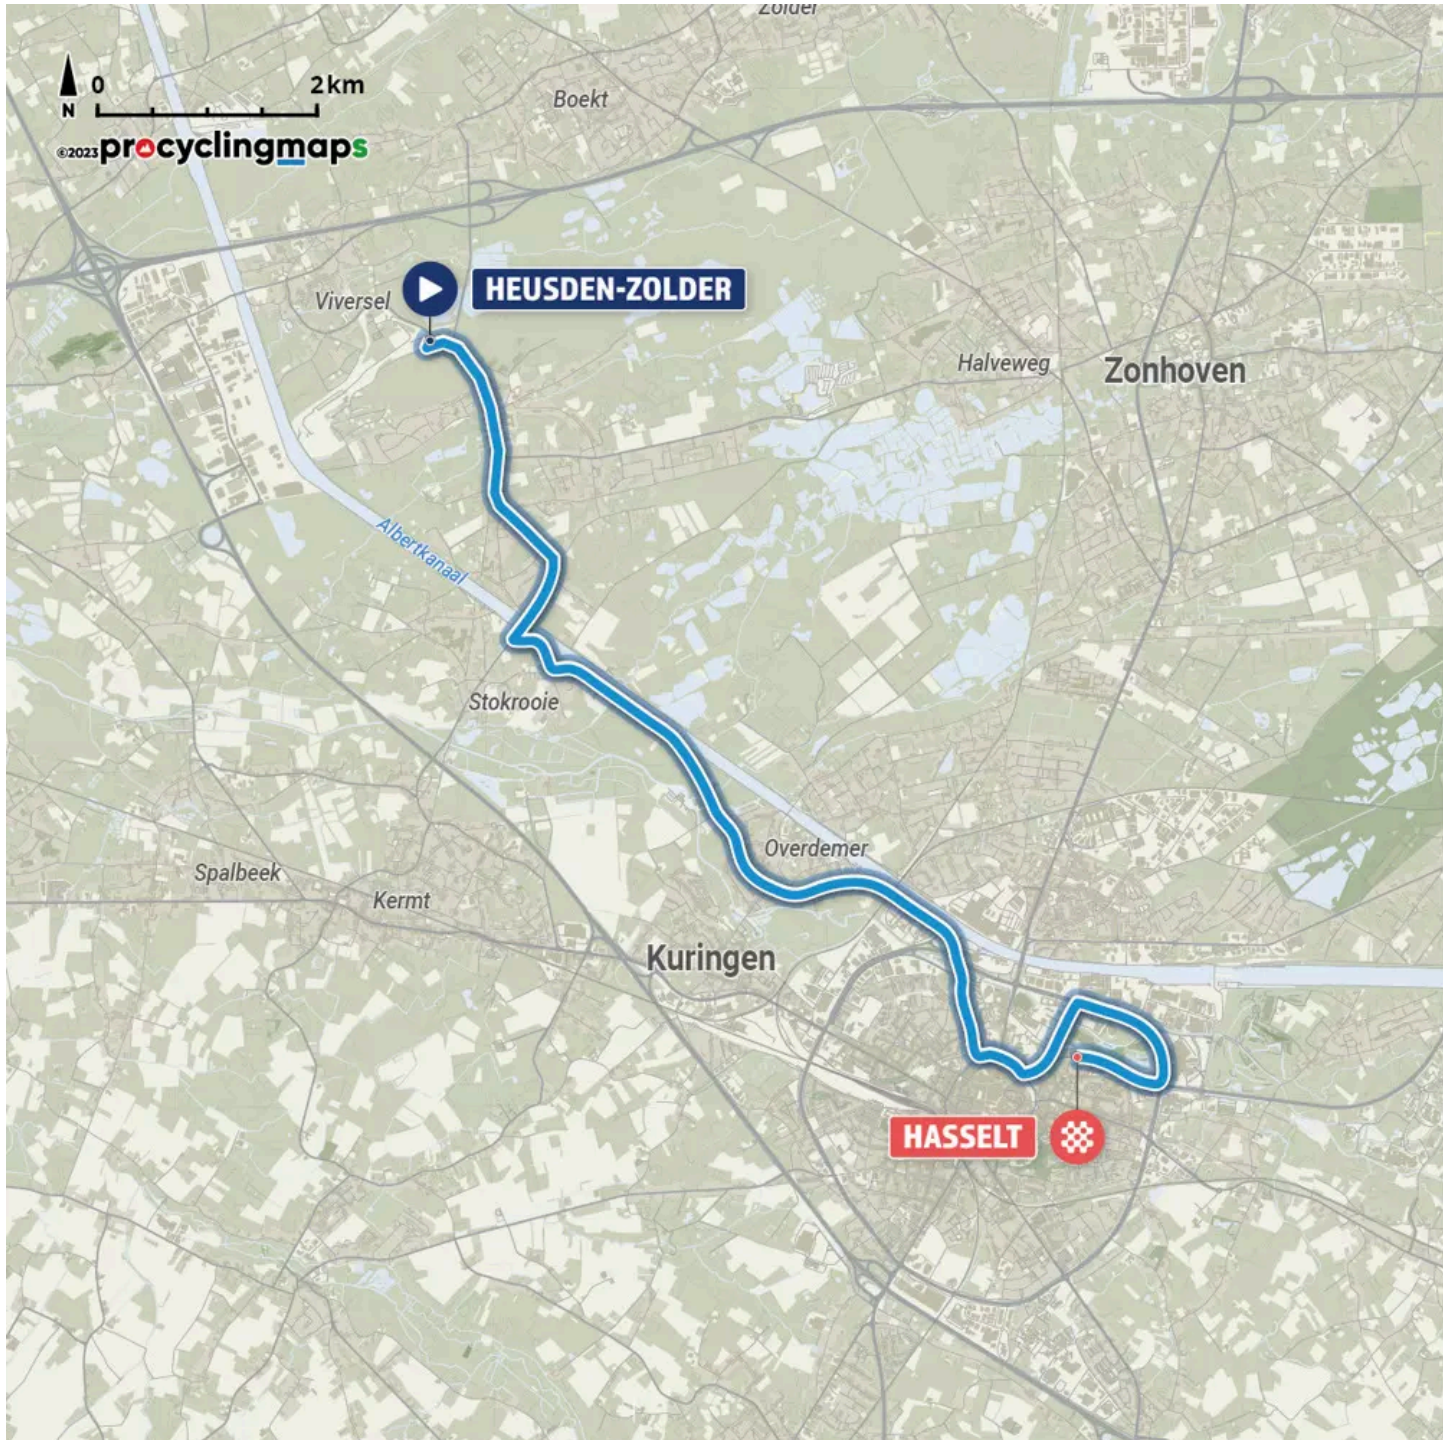 Zolder
0 2km
N
©2023 procyclingmaps
Boekt
Viversel
HEUSDEN-ZOLDER
Halveweg
Zonhoven
Albertkanaal
Stokrooie
Overdemer
Spalbeek
Kermt
Kuringen
HASSELT